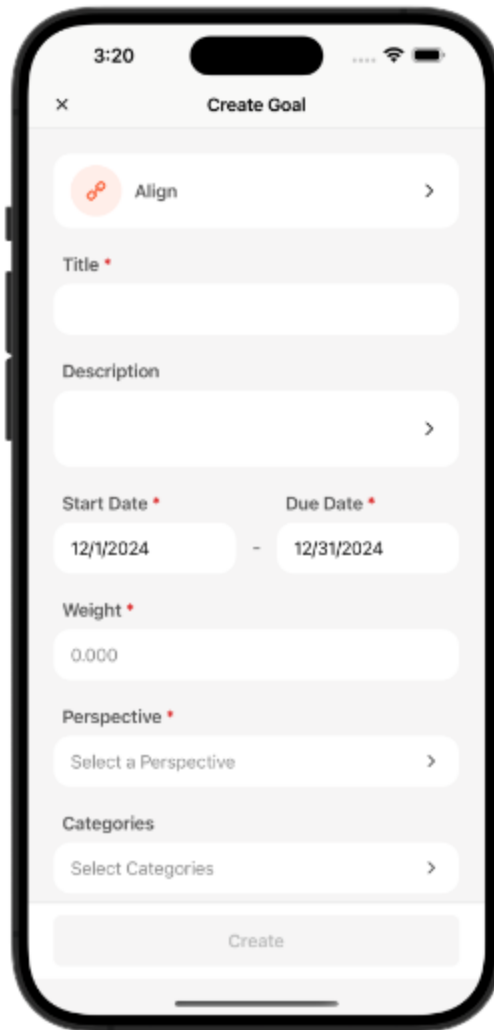 3:20
Create Goal
Align
Title *
Description
Start Date * Due Date *
12/1/2024 - 12/31/2024
Weight *
0.000
Perspective *
Select a Perspective
Categories
Select Categories
Create